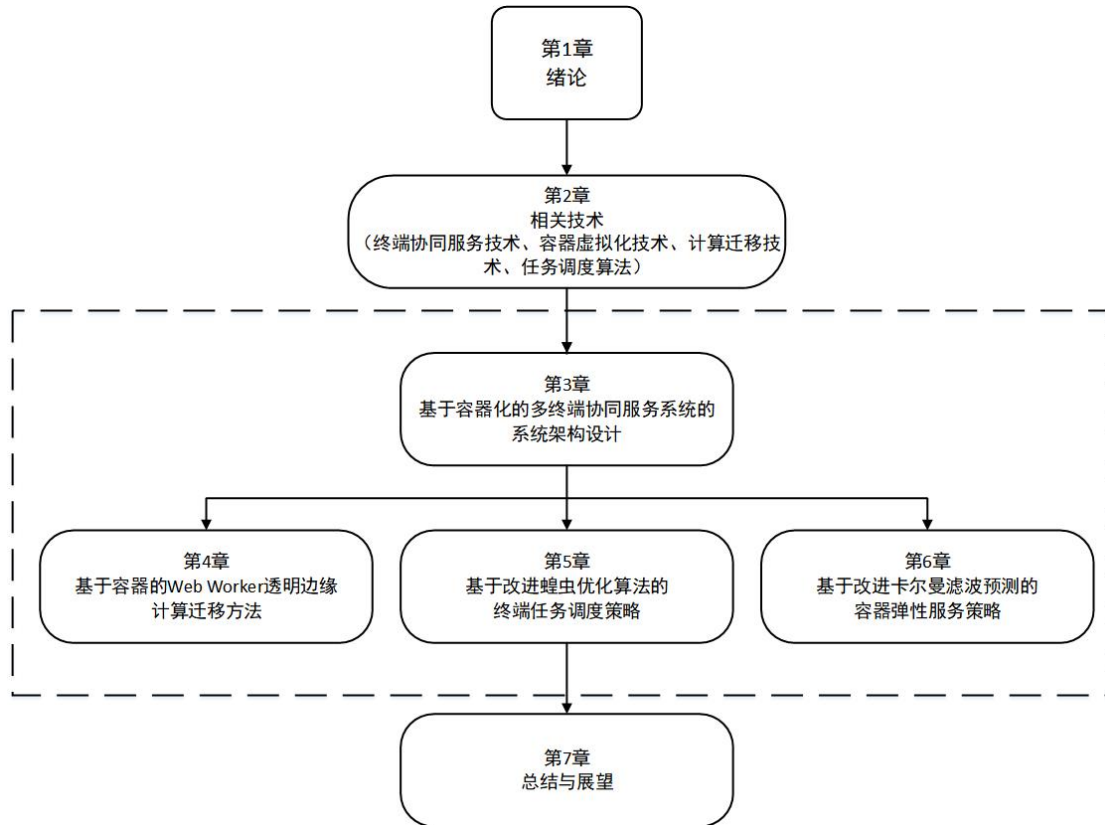 第1章
绪论
第2章
相关技术
（终端协同服务技术、容器虚拟化技术、计算迁移技
术、任务调度算法）
第3章
基于容器化的多终端协同服务系统的
系统架构设计
第4章
基于容器的Web Worker透明边缘
计算迁移方法
第5章
基于改进蝗虫优化算法的
终端任务调度策略
第6章
基于改进卡尔曼滤波预测的
容器弹性服务策略
第7章
总结与展望